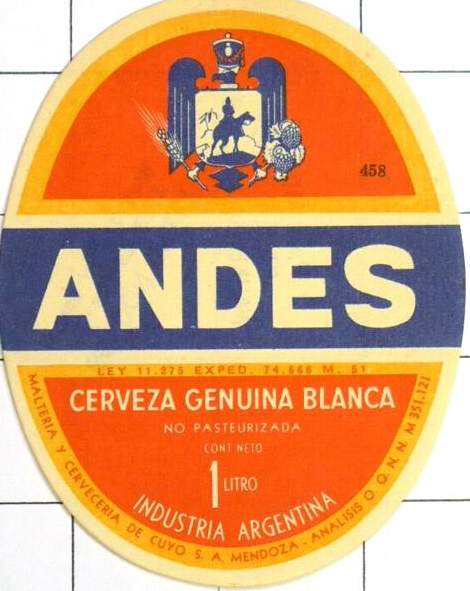 458
ANDES
LEY 11.275 EXPED. 74.666 M. 51
CERVEZA GENUINA BLANCA
NO PASTEURIZADA
CONT NETO
1 LITRO
INDUSTRIA ARGENTINA
MALTERIA Y CERVECERIA DE CUYO S. A. MENDOZA - ANALISIS O Q. N. N. M 351.121